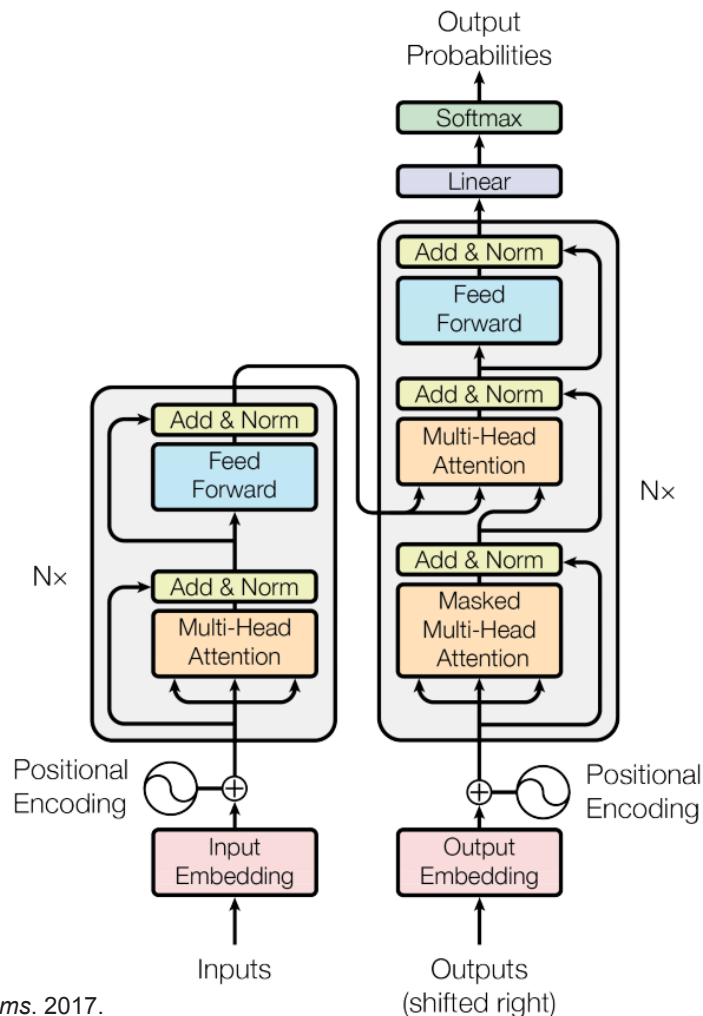 Output
Probabilities
Softmax
Linear
Add & Norm
Feed
Forward
Add & Norm
Multi-Head
Attention
Add & Norm
Masked
Multi-Head
Attention
N×
Add & Norm
Feed
Forward
N×
Add & Norm
Multi-Head
Attention
Positional
Encoding
Positional
Encoding
Input
Embedding
Output
Embedding
Inputs
Outputs
(shifted right)
ms. 2017.